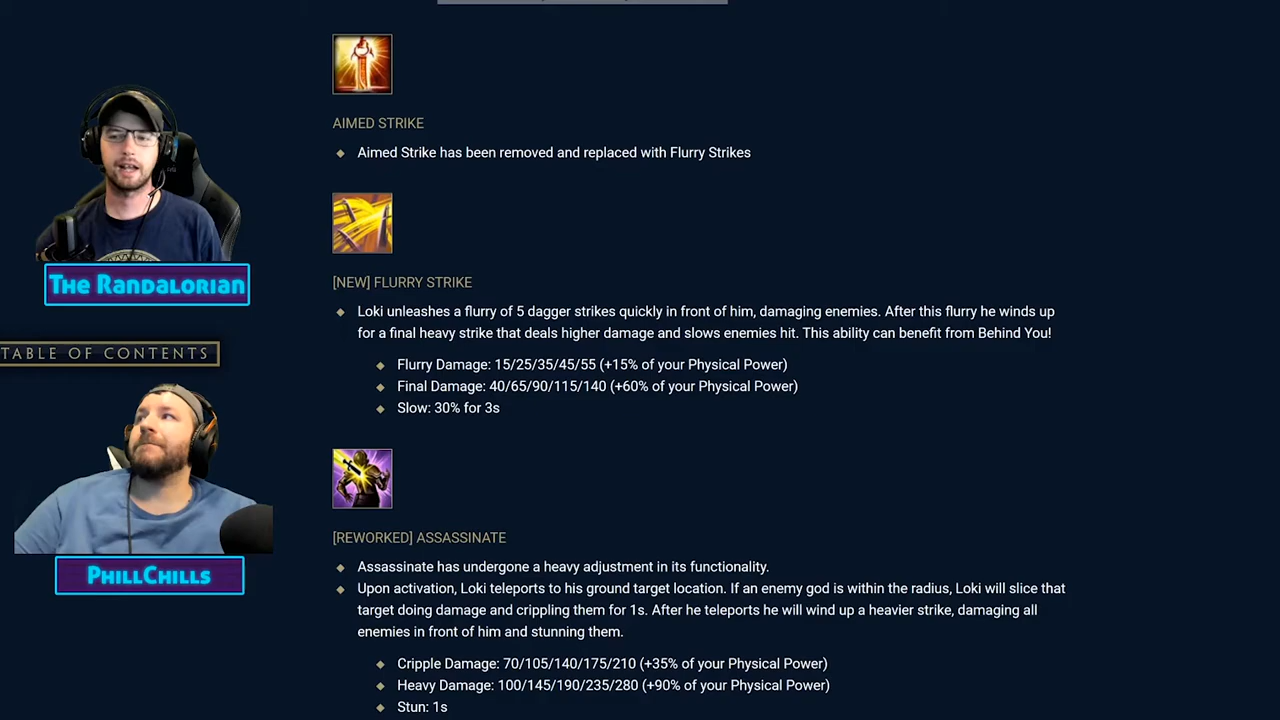 AIMED STRIKE
Aimed Strike has been removed and replaced with Flurry Strikes
[NEW] FLURRY STRIKE
Loki unleashes a flurry of 5 dagger strikes quickly in front of him, damaging enemies. After this flurry he winds up
for a final heavy strike that deals higher damage and slows enemies hit. This ability can benefit from Behind You!
Flurry Damage: 15/25/35/45/55 (+15% of your Physical Power)
Final Damage: 40/65/90/115/140 (+60% of your Physical Power)
Slow: 30% for 3s
[REWORKED] ASSASSINATE
Assassinate has undergone a heavy adjustment in its functionality.
Upon activation, Loki teleports to his ground target location. If an enemy god is within the radius, Loki will slice that
target doing damage and crippling them for 1s. After he teleports he will wind up a heavier strike, damaging all
enemies in front of him and stunning them.
Cripple Damage: 70/105/140/175/210 (+35% of your Physical Power)
Heavy Damage: 100/145/190/235/280 (+90% of your Physical Power)
Stun: 1s
The Randalorian
TABLE OF CONTENTS
PhillChills